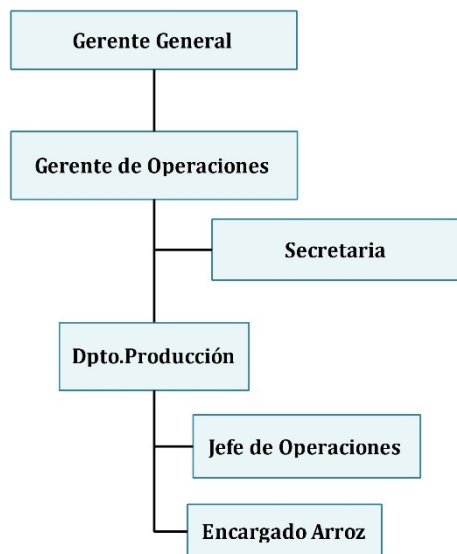 Gerente General
Gerente de Operaciones
Secretaria
Dpto.Producción
Jefe de Operaciones
Encargado Arroz